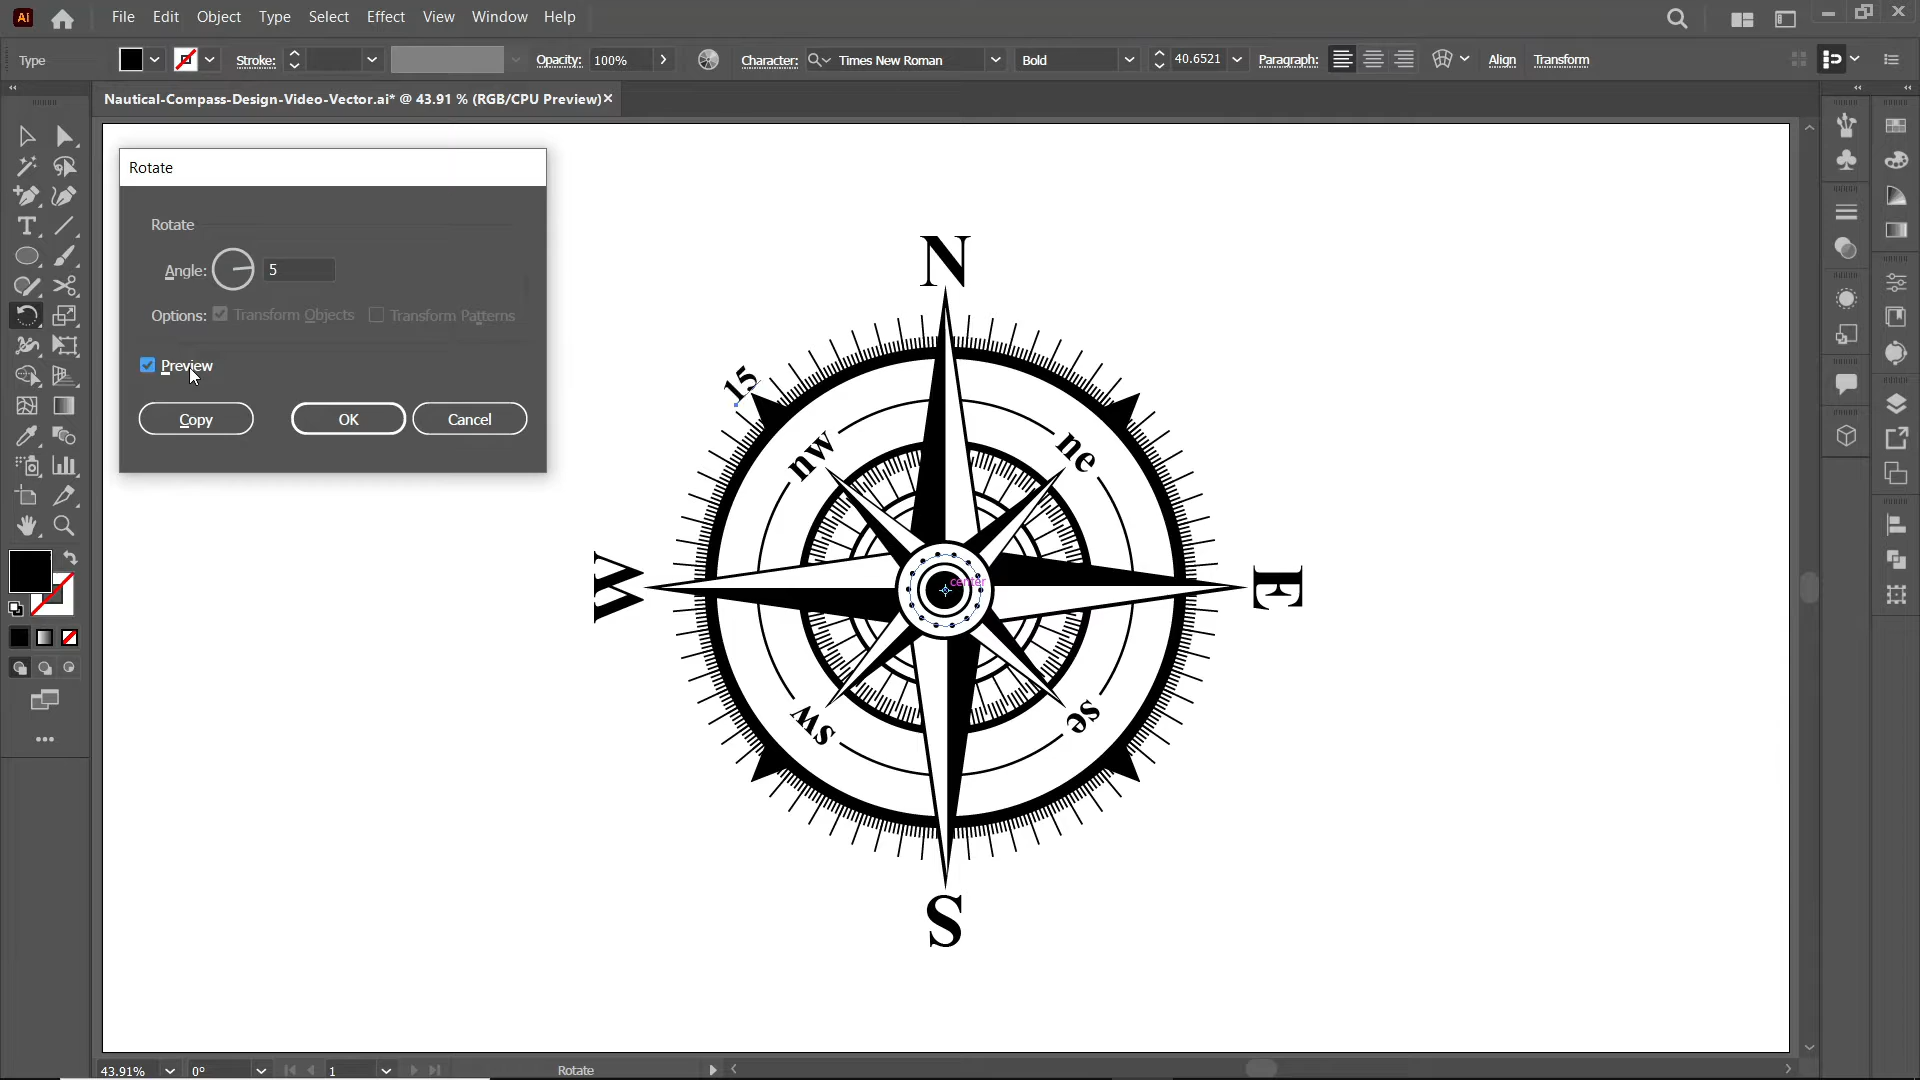 Ai File Edit Object Type Select Effect View Window Help
Type Stroke: Opacity: 100% Character: Times New Roman Bold 40.6521 Paragraph: Align Transform
Nautical-Compass-Design-Video-Vector.ai* @ 43.91 % (RGB/CPU Preview)
Rotate
Rotate
Angle: 5
Options: Transform Objects Transform Patterns
Preview
Copy OK Cancel
N
15
nw ne
W center E
sw se
S
43.91% 0° 1 Rotate